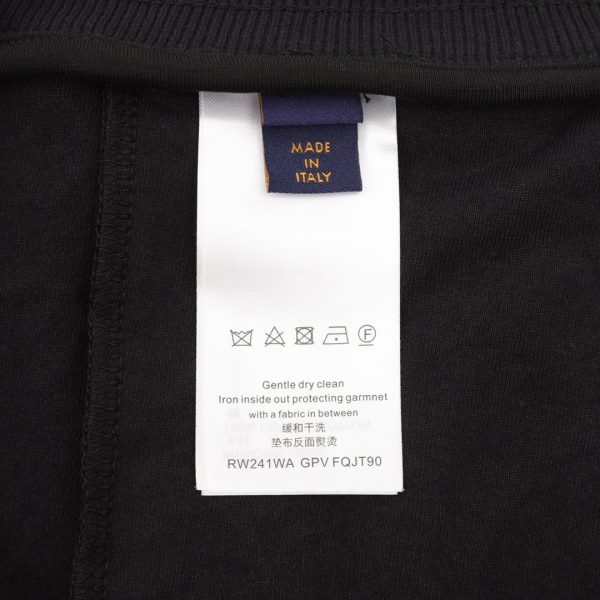 MADE
IN
ITALY
F
Gentle dry clean
Iron inside out protecting garmnet
with a fabric in between
缓和干洗
垫布反面熨烫
RW241WA GPV FQJT90